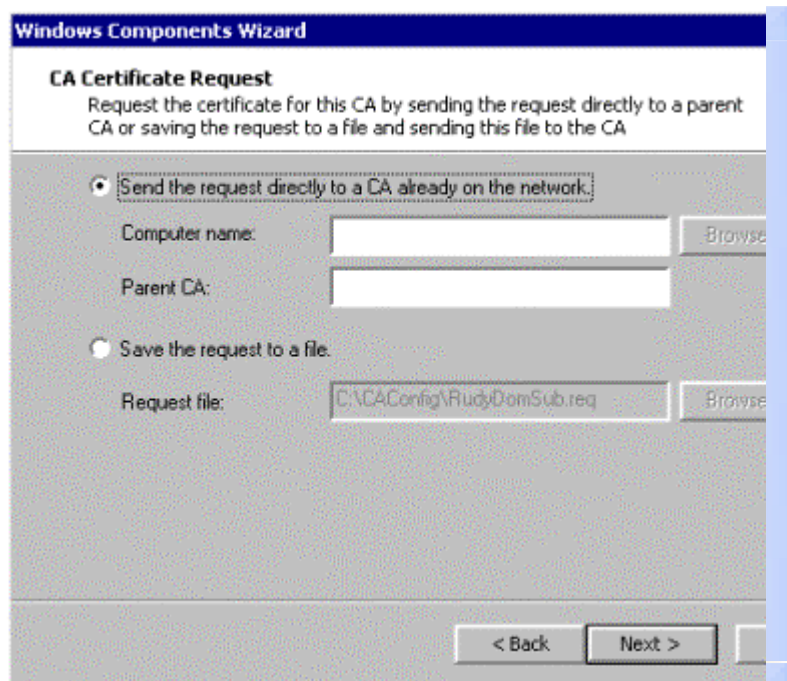 Windows Components Wizard
CA Certificate Request
Request the certificate for this CA by sending the request directly to a parent
CA or saving the request to a file and sending this file to the CA
Send the request directly to a CA already on the network.
Computer name:
Browse
Parent CA:
Save the request to a file.
Request file:
C:\CAConfig\RudyDomSub.req
Browse
< Back
Next >